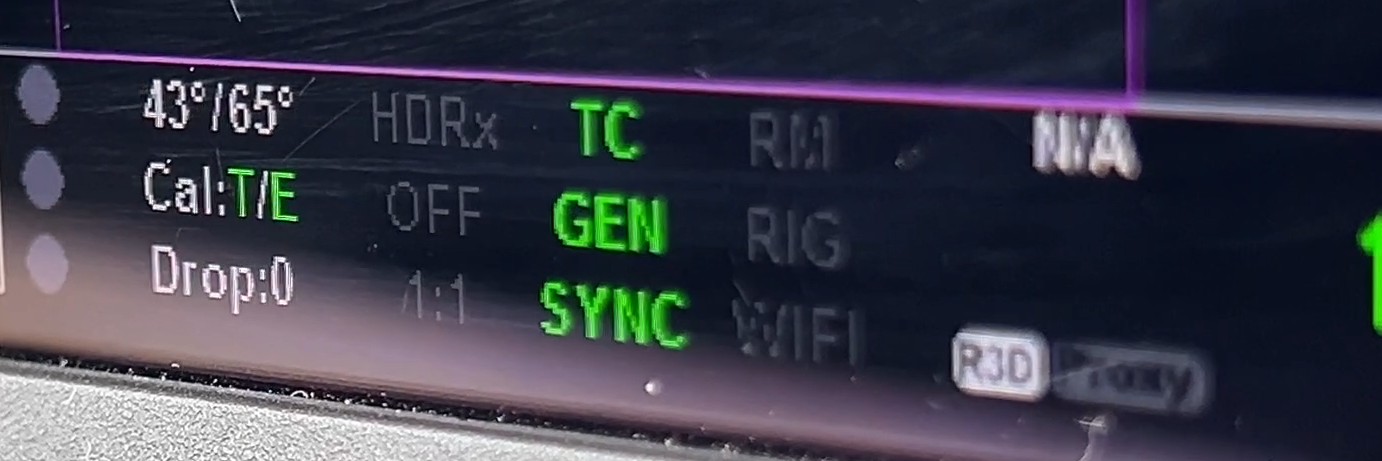 43°/65° HDRx TC RM N/A
Cal:T/E OFF GEN RIG
Drop:0 1:1 SYNC WIFI
R3D Proxy